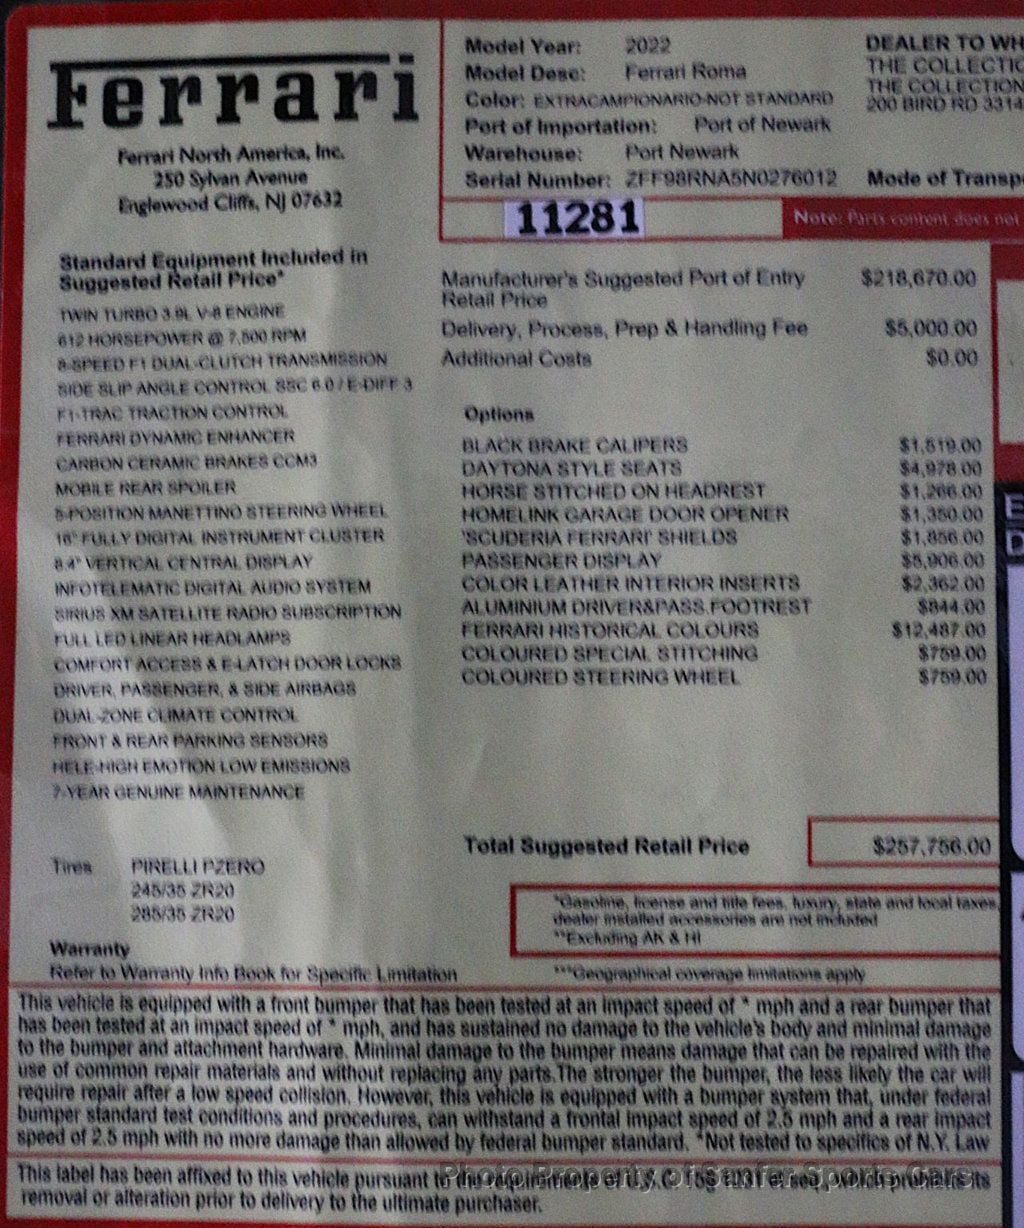 Ferrari
Ferrari North America, Inc.
250 Sylvan Avenue
Englewood Cliffs, NJ 07632
Model Year: 2022
Model Desc: Ferrari Roma
Color: EXTRACAMPIONARIO-NOT STANDARD
Port of Importation: Port of Newark
Warehouse: Port Newark
Serial Number: ZFF98RNA5N0276012
DEALER TO WH
THE COLLECTIO
THE COLLECTION
200 BIRD RD 3314
Mode of Transp
11281
Note: Parts content does not
Standard Equipment Included in
Suggested Retail Price*
TWIN TURBO 3.9L V-8 ENGINE
612 HORSEPOWER @ 7,500 RPM
8-SPEED F1 DUAL-CLUTCH TRANSMISSION
SIDE SLIP ANGLE CONTROL SSC 6.0 / E-DIFF 3
F1-TRAC TRACTION CONTROL
FERRARI DYNAMIC ENHANCER
CARBON CERAMIC BRAKES CCM3
MOBILE REAR SPOILER
5-POSITION MANETTINO STEERING WHEEL
16" FULLY DIGITAL INSTRUMENT CLUSTER
8.4" VERTICAL CENTRAL DISPLAY
INFOTELEMATIC DIGITAL AUDIO SYSTEM
SIRIUS XM SATELLITE RADIO SUBSCRIPTION
FULL LED LINEAR HEADLAMPS
COMFORT ACCESS & E-LATCH DOOR LOCKS
DRIVER, PASSENGER, & SIDE AIRBAGS
DUAL-ZONE CLIMATE CONTROL
FRONT & REAR PARKING SENSORS
HELE-HIGH EMOTION LOW EMISSIONS
7-YEAR GENUINE MAINTENANCE
Tires PIRELLI PZERO
245/35 ZR20
285/35 ZR20
Warranty
Refer to Warranty Info Book for Specific Limitation
Manufacturer's Suggested Port of Entry $218,670.00
Retail Price
Delivery, Process, Prep & Handling Fee $5,000.00
Additional Costs $0.00
Options
BLACK BRAKE CALIPERS $1,519.00
DAYTONA STYLE SEATS $4,978.00
HORSE STITCHED ON HEADREST $1,266.00
HOMELINK GARAGE DOOR OPENER $1,350.00
'SCUDERIA FERRARI' SHIELDS $1,856.00
PASSENGER DISPLAY $5,906.00
COLOR LEATHER INTERIOR INSERTS $2,362.00
ALUMINIUM DRIVER&PASS.FOOTREST $844.00
FERRARI HISTORICAL COLOURS $12,487.00
COLOURED SPECIAL STITCHING $759.00
COLOURED STEERING WHEEL $759.00
Total Suggested Retail Price $257,756.00
*Gasoline, license and title fees, luxury, state and local taxes,
dealer installed accessories are not included
**Excluding AK & HI
***Geographical coverage limitations apply
E
D
This vehicle is equipped with a front bumper that has been tested at an impact speed of * mph and a rear bumper that
has been tested at an impact speed of * mph, and has sustained no damage to the vehicle's body and minimal damage
to the bumper and attachment hardware. Minimal damage to the bumper means damage that can be repaired with the
use of common repair materials and without replacing any parts.The stronger the bumper, the less likely the car will
require repair after a low speed collision. However, this vehicle is equipped with a bumper system that, under federal
bumper standard test conditions and procedures, can withstand a frontal impact speed of 2.5 mph and a rear impact
speed of 2.5 mph with no more damage than allowed by federal bumper standard. *Not tested to specifics of N.Y. Law
This label has been affixed to this vehicle pursuant to the requirement of U.S.C. 15 § 1231 et seq., which prohibits its
removal or alteration prior to delivery to the ultimate purchaser.
Photo Property of Sanfer Sports Cars